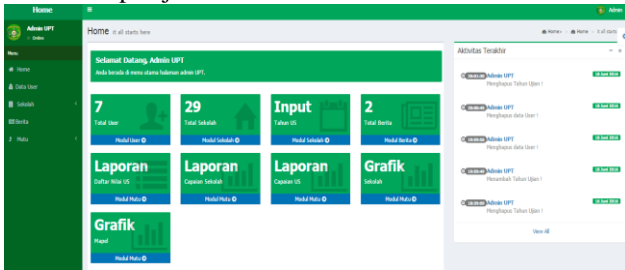 Home
Admin
Admin UPT
Online
Menu
Home
Data User
Sekolah
Berita
Mutu
Home it all starts here
Home
Home
Selamat Datang, Admin UPT
Anda berada di menu utama halaman admin UPT.
7
Total User
Modul User
29
Total Sekolah
Modul Sekolah
Input
Tahun US
Modul Sekolah
2
Total Berita
Modul Berita
Laporan
Daftar Nilai US
Modul Mutu
Laporan
Capaian Sekolah
Modul Mutu
Laporan
Capaian US
Modul Mutu
Grafik
Sekolah
Modul Mutu
Grafik
Mapel
Modul Mutu
Aktivitas Terakhir
Admin UPT
Menghapus Tahun Ujian !
Admin UPT
Menghapus data User !
Admin UPT
Menghapus data User !
Admin UPT
Menambah Tahun Ujian !
Admin UPT
Menghapus Tahun Ujian !
View All